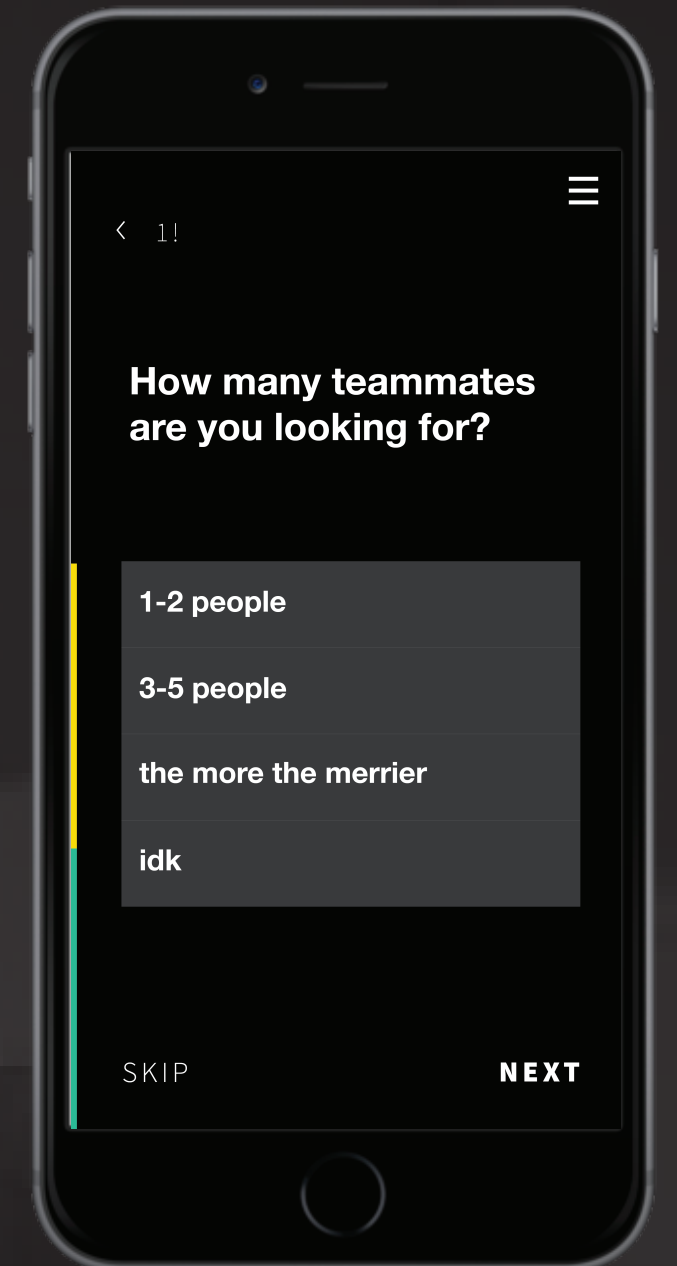 1!
How many teammates
are you looking for?
1-2 people
3-5 people
the more the merrier
idk
SKIP
NEXT